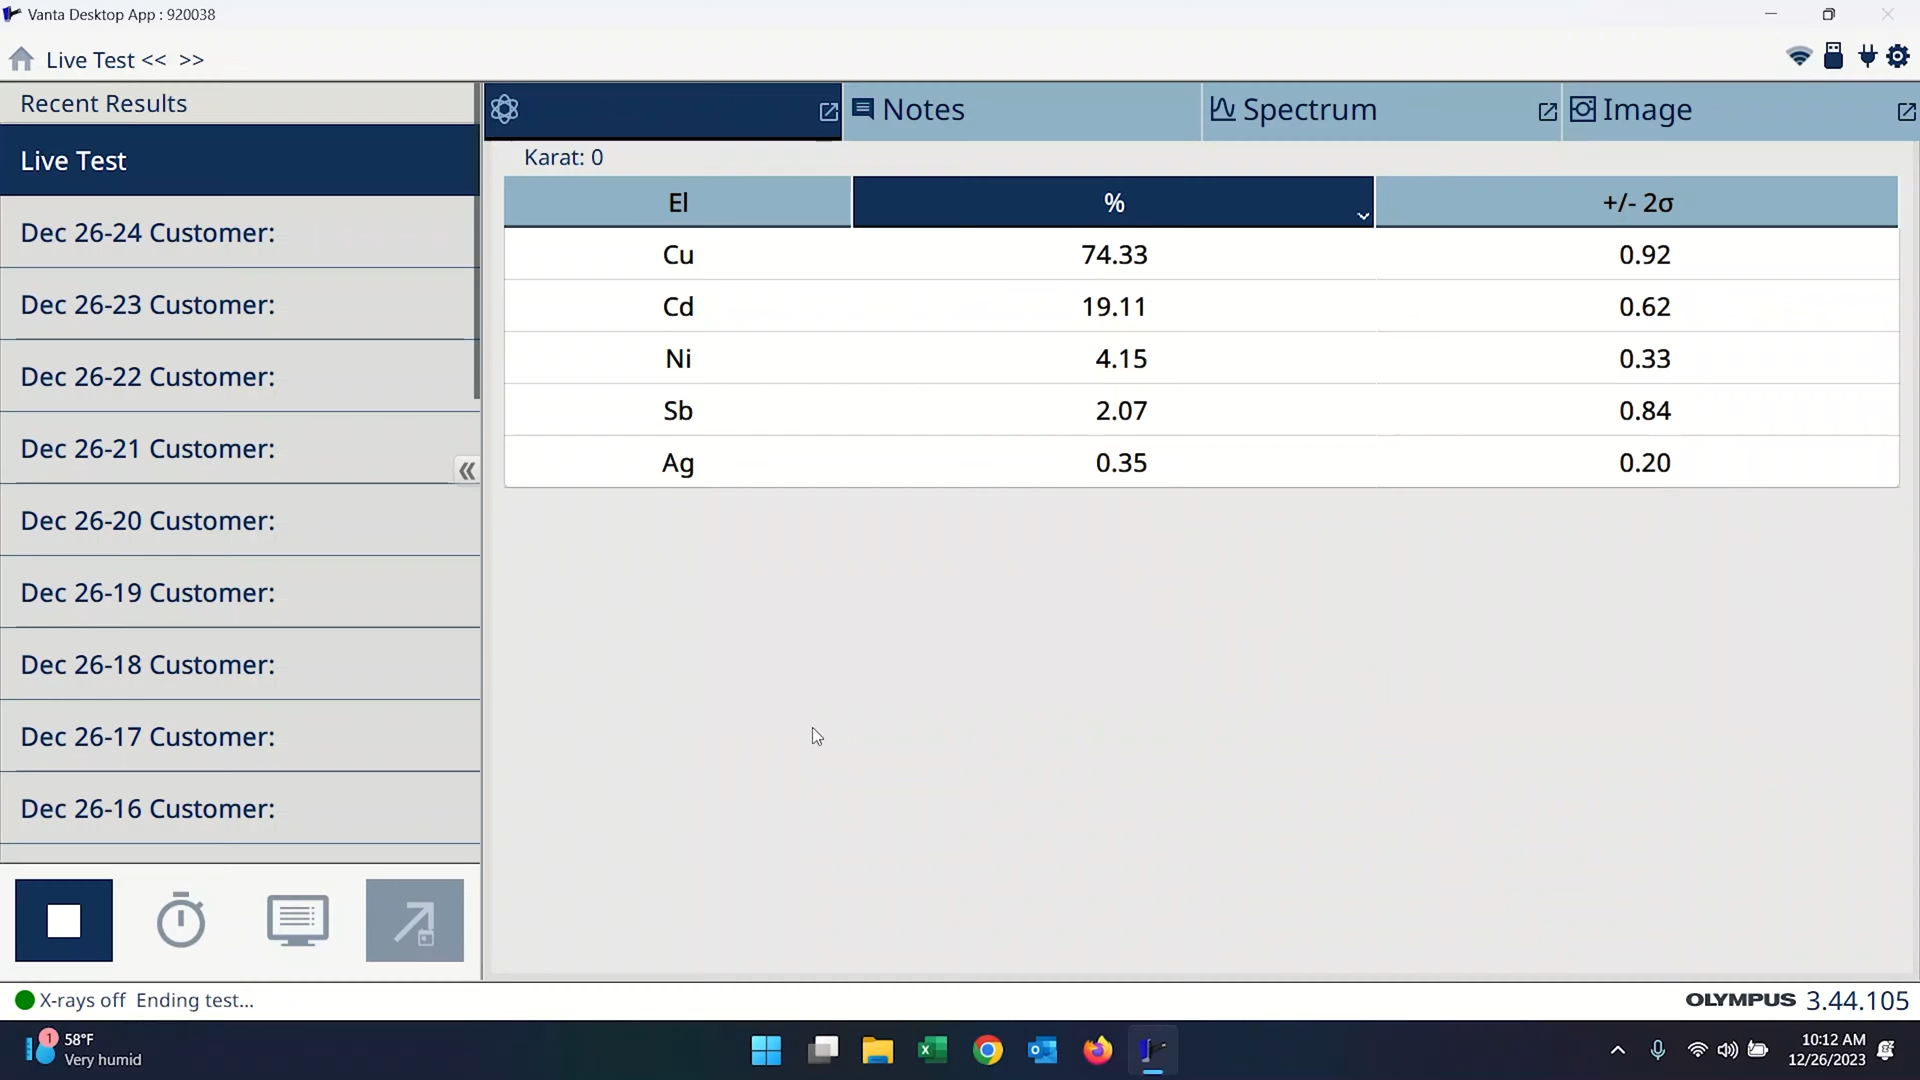 Vanta Desktop App : 920038
Live Test << >>
Recent Results
Live Test
Dec 26-24 Customer:
Dec 26-23 Customer:
Dec 26-22 Customer:
Dec 26-21 Customer:
Dec 26-20 Customer:
Dec 26-19 Customer:
Dec 26-18 Customer:
Dec 26-17 Customer:
Dec 26-16 Customer:
Notes
Spectrum
Image
Karat: 0
El % +/- 2σ
Cu 74.33 0.92
Cd 19.11 0.62
Ni 4.15 0.33
Sb 2.07 0.84
Ag 0.35 0.20
X-rays off Ending test...
OLYMPUS 3.44.105
1
58°F
Very humid
10:12 AM
12/26/2023